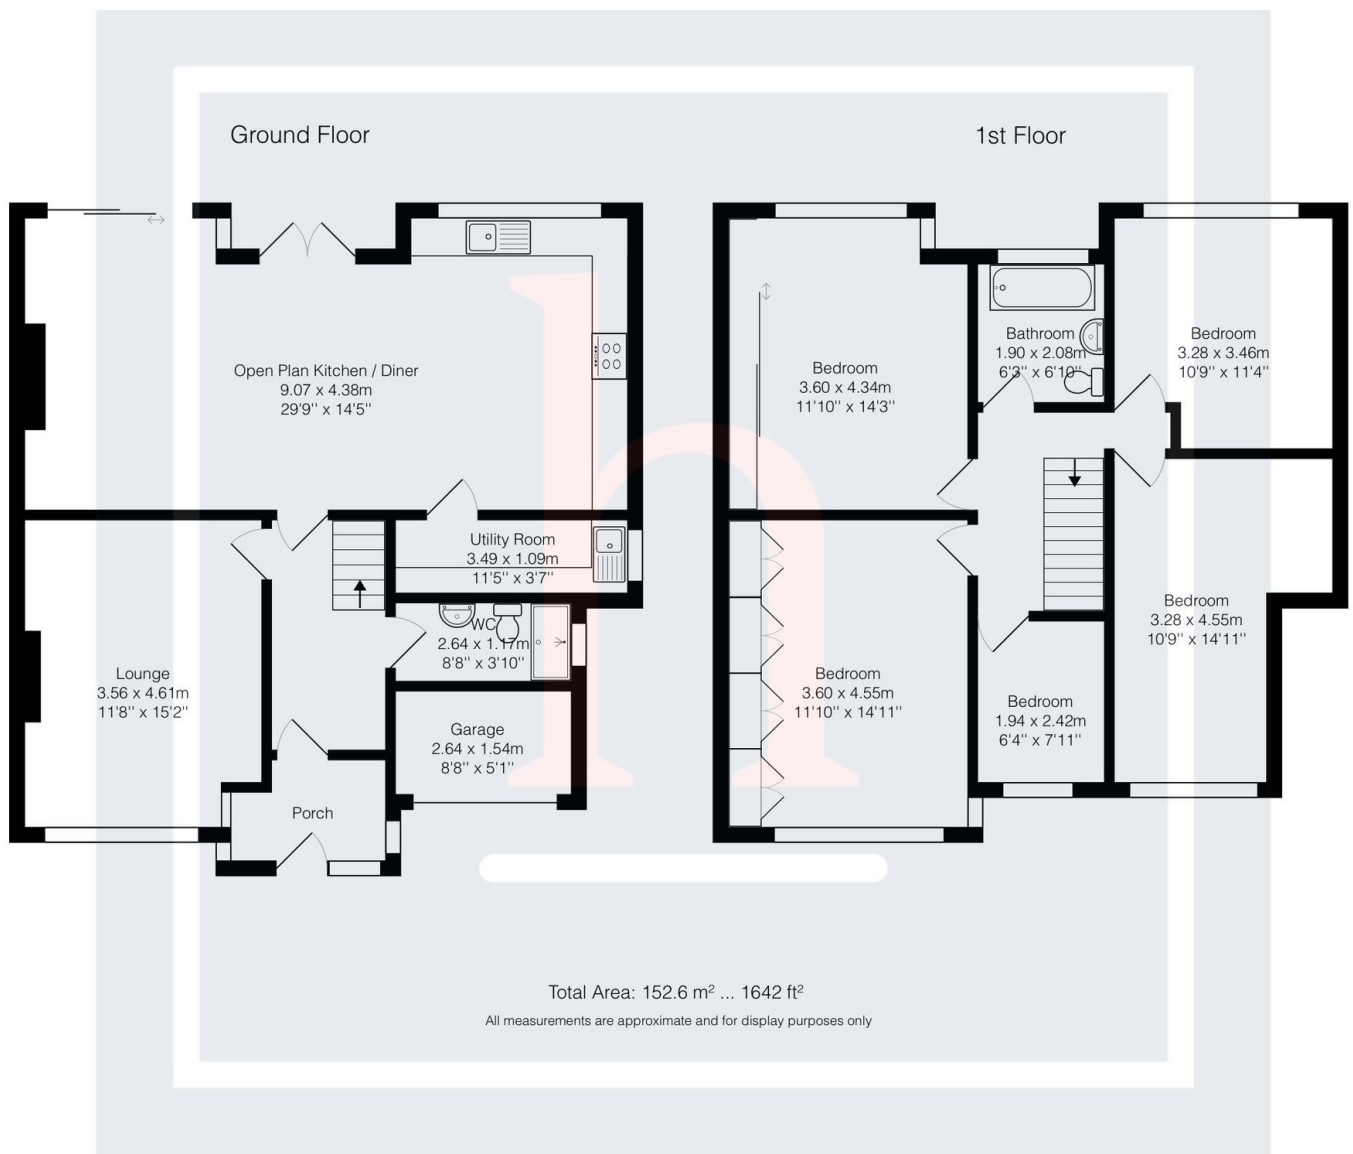 Ground Floor
1st Floor
Open Plan Kitchen / Diner
9.07 x 4.38m
29'9'' x 14'5''
Utility Room
3.49 x 1.09m
11'5'' x 3'7''
WC
2.64 x 1.17m
8'8'' x 3'10''
Lounge
3.56 x 4.61m
11'8'' x 15'2''
Garage
2.64 x 1.54m
8'8'' x 5'1''
Porch
Bedroom
3.60 x 4.34m
11'10'' x 14'3''
Bathroom
1.90 x 2.08m
6'3'' x 6'10''
Bedroom
3.28 x 3.46m
10'9'' x 11'4''
Bedroom
3.28 x 4.55m
10'9'' x 14'11''
Bedroom
3.60 x 4.55m
11'10'' x 14'11''
Bedroom
1.94 x 2.42m
6'4'' x 7'11''
h
Total Area: 152.6 m² ... 1642 ft²
All measurements are approximate and for display purposes only